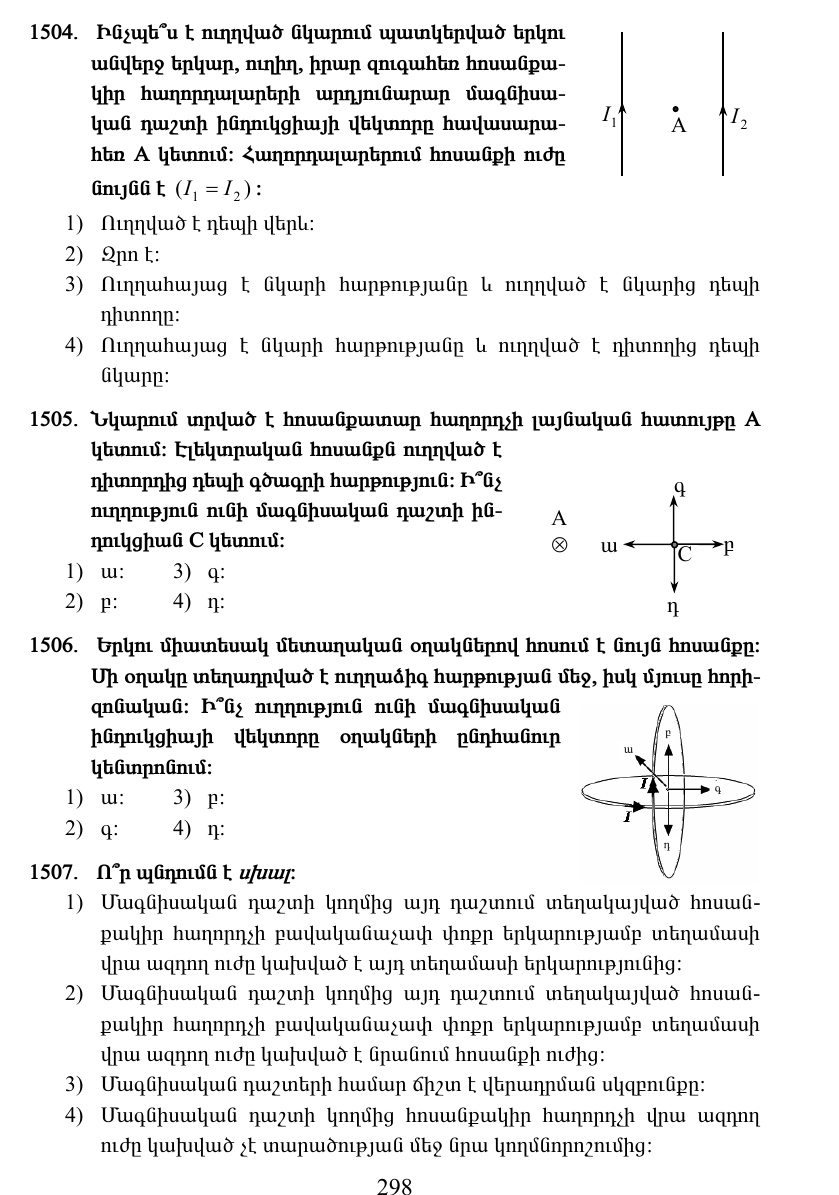 1504. Ինչպե՞ս է ուղղված նկարում պատկերված երկու
անվերջ երկար, ուղիղ, իրար զուգահեռ հոսանքա-
կիր հաղորդալարերի արդյունարար մագնիսա-
կան դաշտի ինդուկցիայի վեկտորը հավասարա-
հեռ A կետում: Հաղորդալարերում հոսանքի ուժը
նույնն է (I₁ = I₂) :
I₁
A
I₂
1) Ուղղված է դեպի վերև:
2) Զրո է:
3) Ուղղահայաց է նկարի հարթությանը և ուղղված է նկարից դեպի
դիտողը:
4) Ուղղահայաց է նկարի հարթությանը և ուղղված է դիտողից դեպի
նկարը:
1505. Նկարում տրված է հոսանքատար հաղորդչի լայնական հատույթը A
կետում: Էլեկտրական հոսանքն ուղղված է
դիտորդից դեպի գծագրի հարթություն: Ի՞նչ
ուղղություն ունի մագնիսական դաշտի ին-
դուկցիան C կետում:
1) ա: 3) գ:
2) բ: 4) դ:
A
գ
ա
C
բ
դ
1506. Երկու միատեսակ մետաղական օղակներով հոսում է նույն հոսանքը:
Մի օղակը տեղադրված է ուղղաձիգ հարթության մեջ, իսկ մյուսը հորի-
զոնական: Ի՞նչ ուղղություն ունի մագնիսական
ինդուկցիայի վեկտորը օղակների ընդհանուր
կենտրոնում:
1) ա: 3) բ:
2) գ: 4) դ:
բ
ա
I
գ
I
դ
1507. Ո՞ր պնդումն է սխալ:
1) Մագնիսական դաշտի կողմից այդ դաշտում տեղակայված հոսան-
քակիր հաղորդչի բավականաչափ փոքր երկարությամբ տեղամասի
վրա ազդող ուժը կախված է այդ տեղամասի երկարությունից:
2) Մագնիսական դաշտի կողմից այդ դաշտում տեղակայված հոսան-
քակիր հաղորդչի բավականաչափ փոքր երկարությամբ տեղամասի
վրա ազդող ուժը կախված է նրանում հոսանքի ուժից:
3) Մագնիսական դաշտերի համար ճիշտ է վերադրման սկզբունքը:
4) Մագնիսական դաշտի կողմից հոսանքակիր հաղորդչի վրա ազդող
ուժը կախված չէ տարածության մեջ նրա կողմնորոշումից:
298